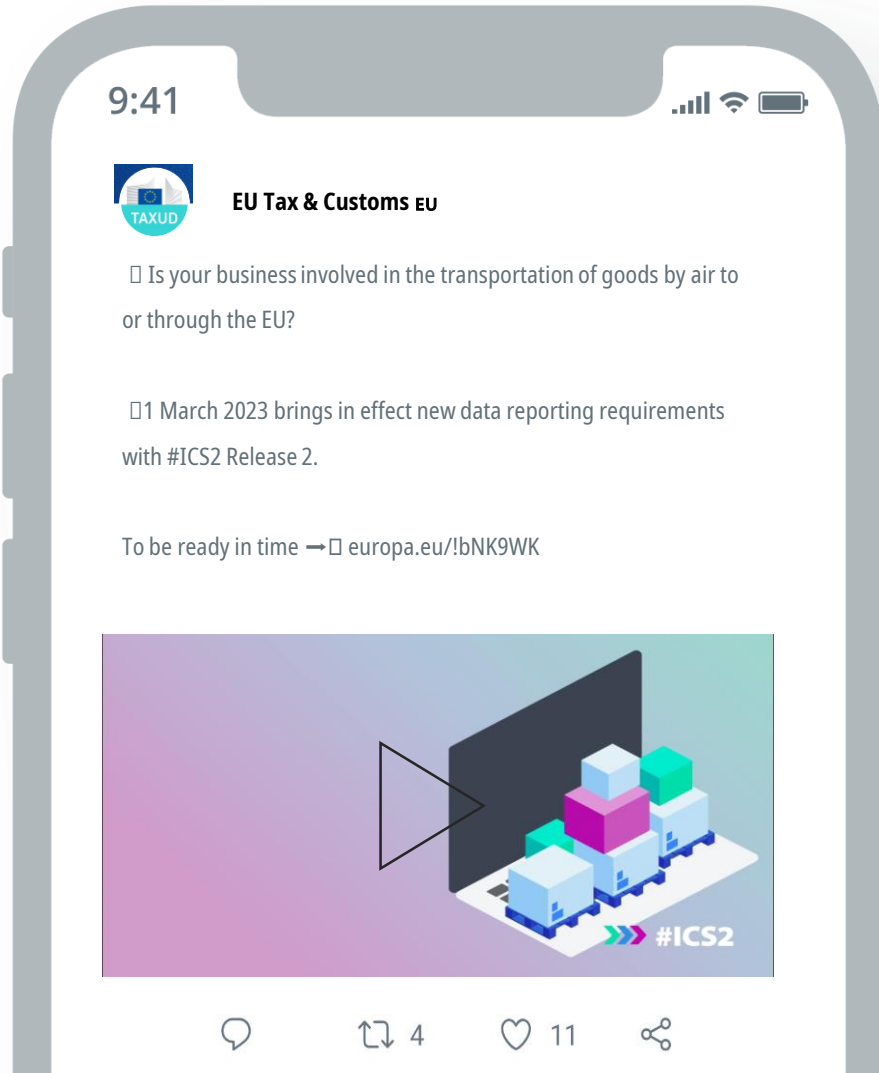 9:41
TAXUD
EU Tax & Customs EU
▯ Is your business involved in the transportation of goods by air to
or through the EU?
▯1 March 2023 brings in effect new data reporting requirements
with #ICS2 Release 2.
To be ready in time →▯ europa.eu/!bNK9WK
#ICS2
4 11